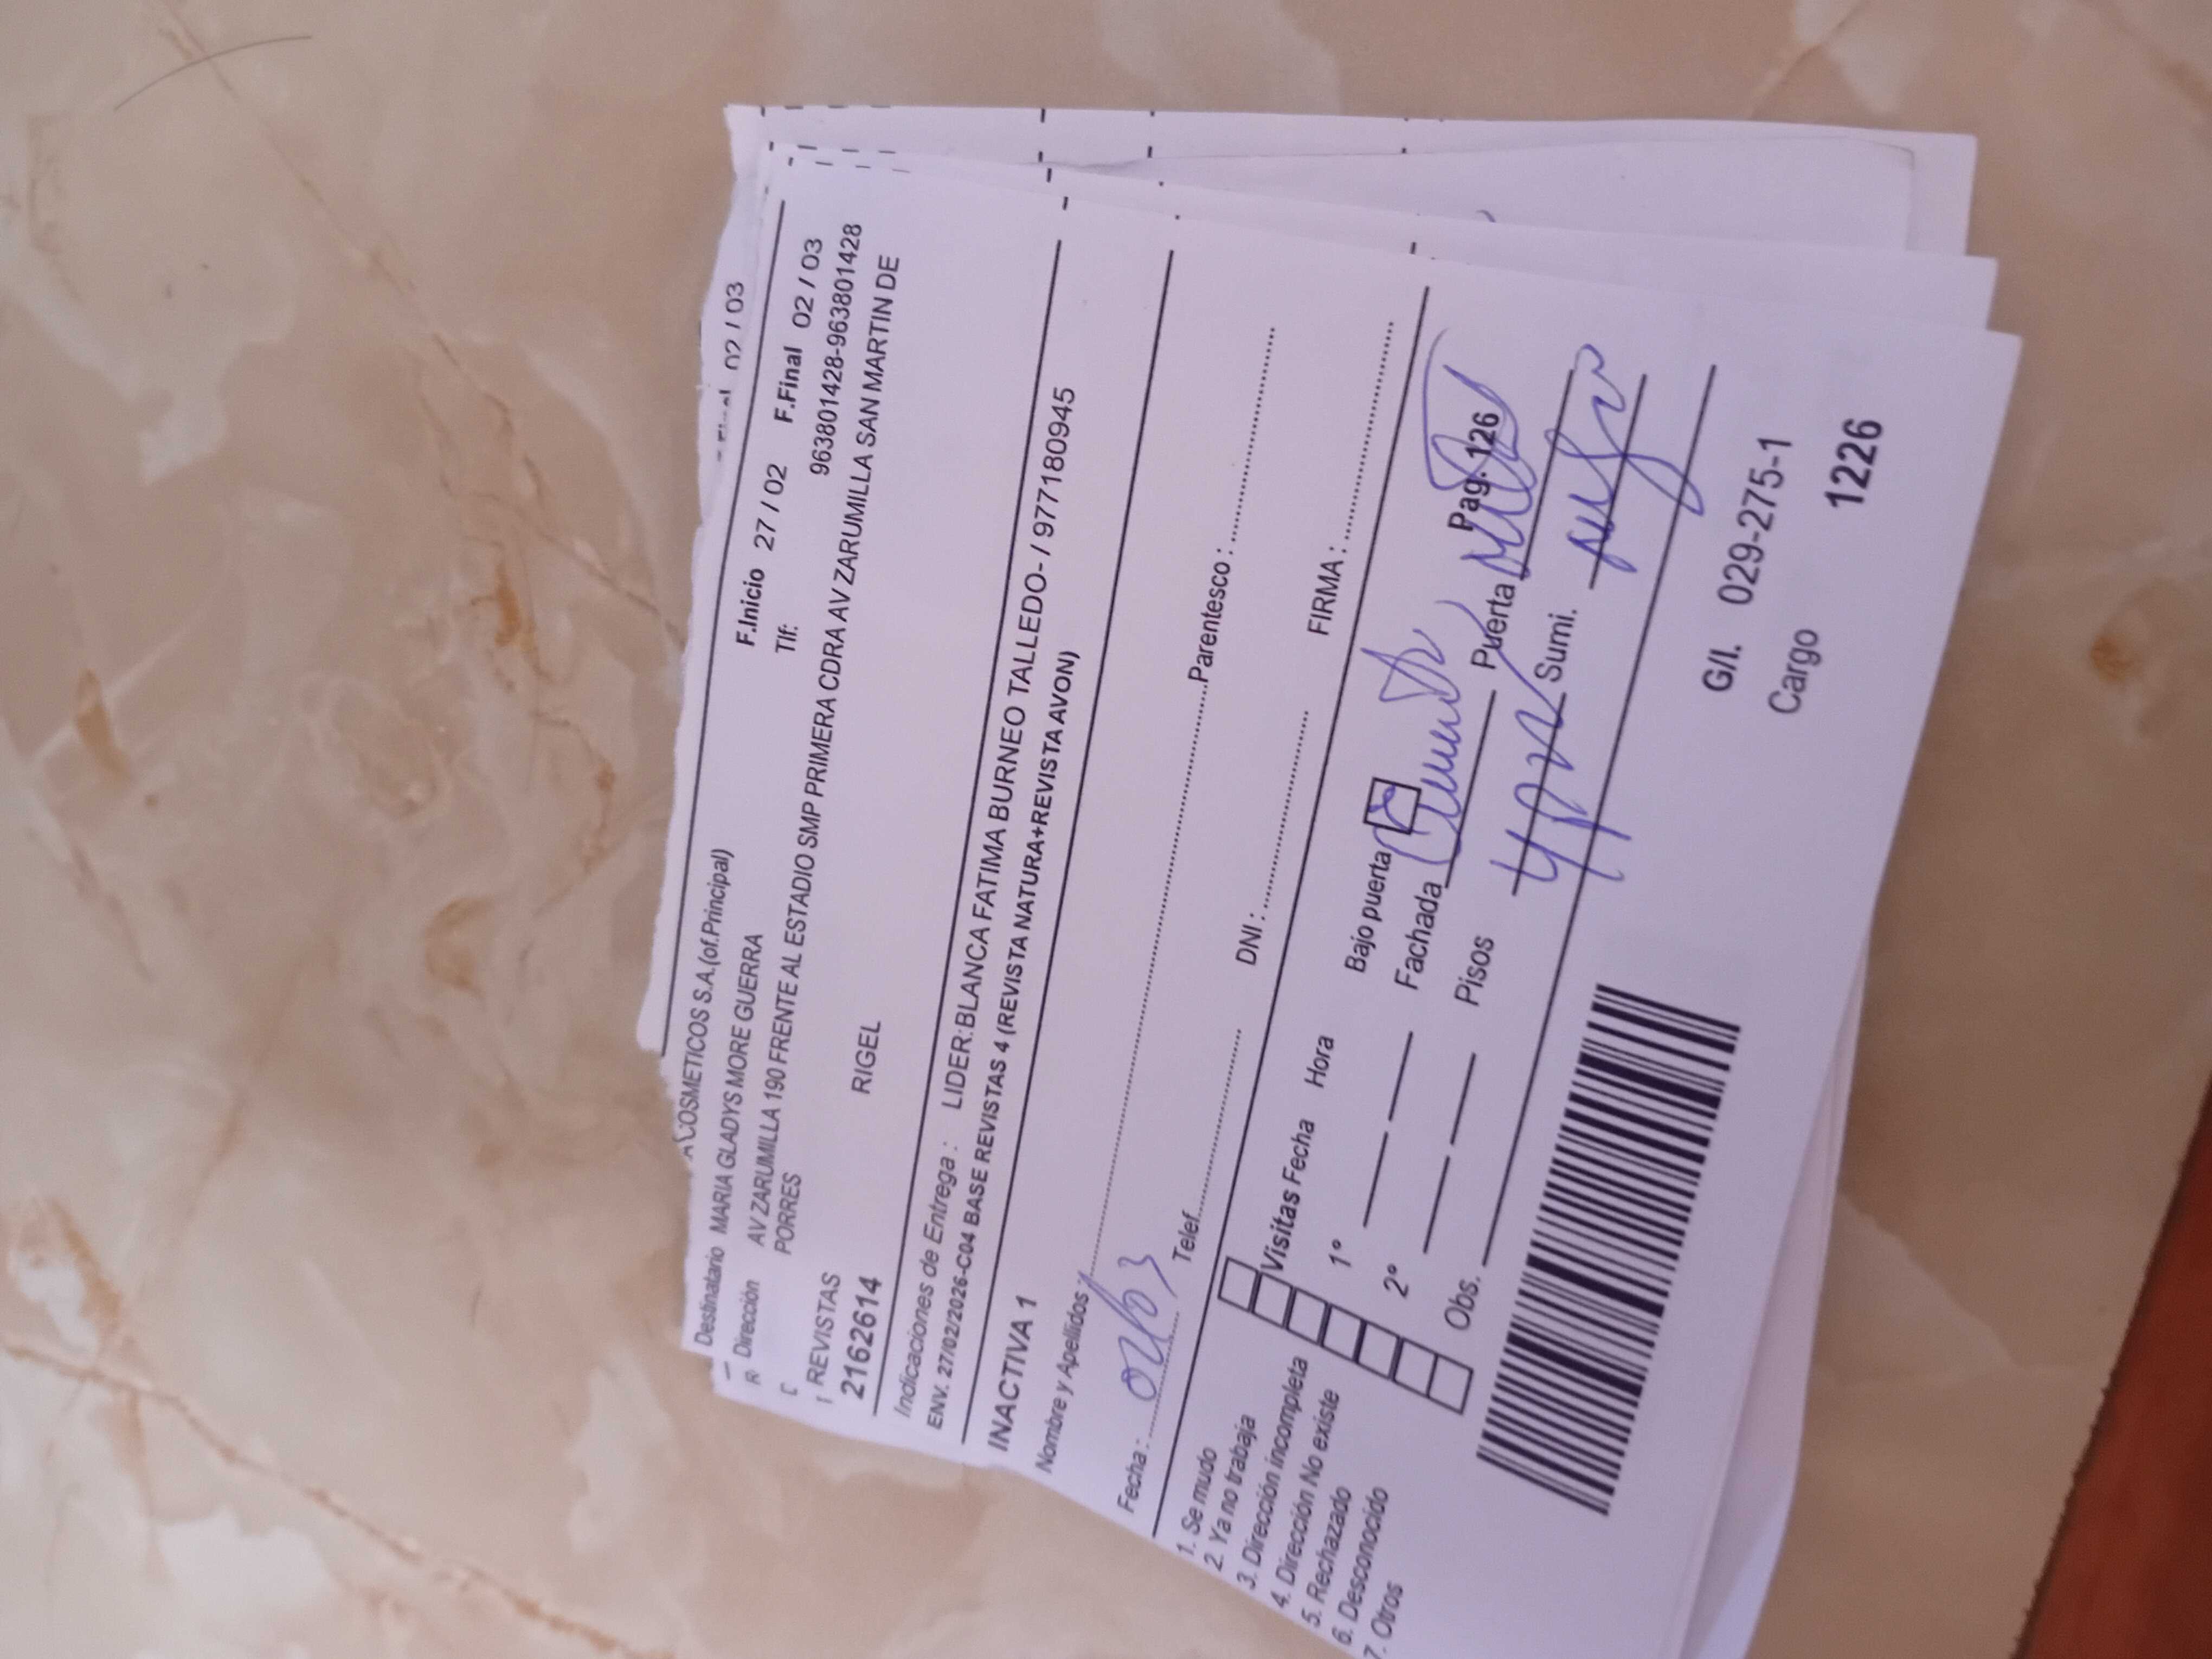 02 / 03
COSMETICOS S.A.(of.Principal)
F.Inicio 27 / 02 F.Final 02 / 03
Destinatario MARIA GLADYS MORE GUERRA
Tlf: 963801428-963801428
Dirección AV ZARUMILLA 190 FRENTE AL ESTADIO SMP PRIMERA CDRA AV ZARUMILLA SAN MARTIN DE
PORRES
REVISTAS
21626614 RIGEL
Indicaciones de Entrega : LIDER:BLANCA FATIMA BURNEO TALLEDO- / 977180945
ENV. 27/02/2026-C04 BASE REVISTAS 4 (REVISTA NATURA+REVISTA AVON)
INACTIVA 1
Nombre y Apellidos : Parentesco :
Fecha : 02/03 Telef. DNI : FIRMA :
1. Se mudo
2. Ya no trabaja
3. Dirección incompleta
4. Dirección No existe
5. Rechazado
6. Desconocido
7. Otros
Visitas Fecha Hora
1°
2°
Obs.
Bajo puerta Pag. 126
Fachada Puerta
Pisos Sumi.
G/I. 029-275-1
Cargo
1226